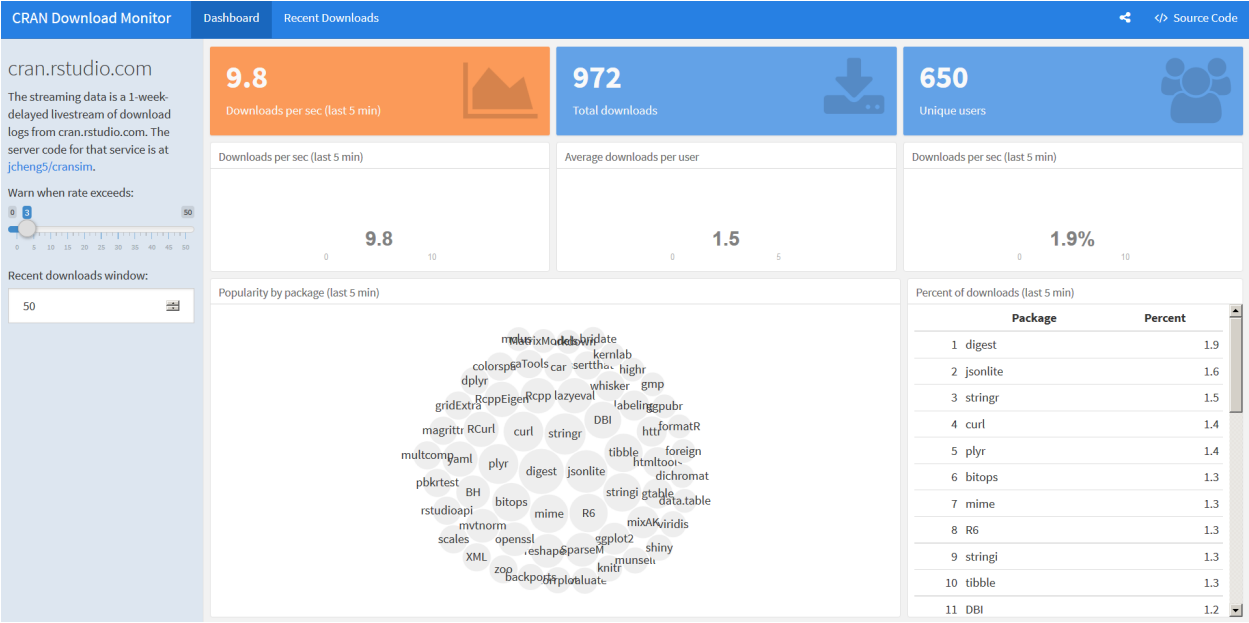 CRAN Download Monitor
Dashboard
Recent Downloads
Source Code
cran.rstudio.com
The streaming data is a 1-week-
delayed livestream of download
logs from cran.rstudio.com. The
server code for that service is at
jcheng5/cransim.
Warn when rate exceeds:
0 3 50
0 5 10 15 20 25 30 35 40 45 50
Recent downloads window:
50
9.8
Downloads per sec (last 5 min)
972
Total downloads
650
Unique users
Downloads per sec (last 5 min)
9.8
0 10
Average downloads per user
1.5
0 5
Downloads per sec (last 5 min)
1.9%
0 10
Popularity by package (last 5 min)
kernlab
car
highr
dplyr
whisker gmp
gridExtra RcppEigen Rcpp lazyeval
DBI
magrittr RCurl curl stringr formatR
multcomp plyr tibble foreign
digest jsonlite dichromat
pbkrtest BH bitops stringi gtable data.table
rstudioapi mime R6 mixAK viridis
mvtnorm
scales openssl SparseM ggplot2 shiny
XML zoo knitr
backports
Percent of downloads (last 5 min)
Package Percent
1 digest 1.9
2 jsonlite 1.6
3 stringr 1.5
4 curl 1.4
5 plyr 1.4
6 bitops 1.3
7 mime 1.3
8 R6 1.3
9 stringi 1.3
10 tibble 1.3
11 DBI 1.2